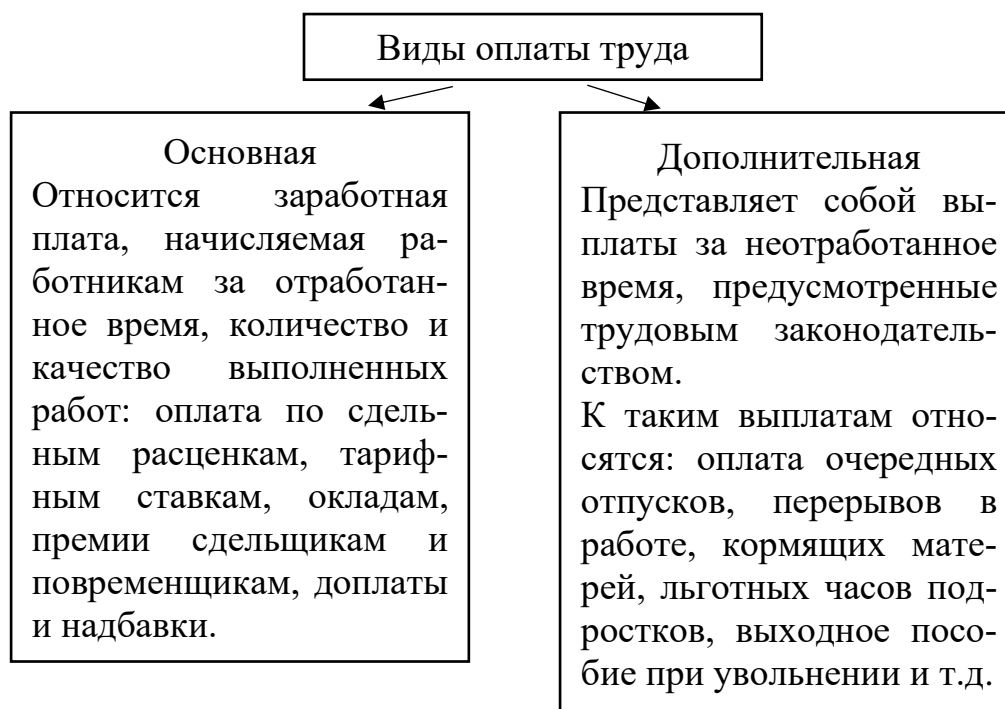 Виды оплаты труда
Основная
Относится заработная
плата, начисляемая ра-
ботникам за отработан-
ное время, количество и
качество выполненных
работ: оплата по сдель-
ным расценкам, тариф-
ным ставкам, окладам,
премии сдельщикам и
повременщикам, доплаты
и надбавки.
Дополнительная
Представляет собой вы-
платы за неотработанное
время, предусмотренные
трудовым законодатель-
ством.
К таким выплатам отно-
сятся: оплата очередных
отпусков, перерывов в
работе, кормящих мате-
рей, льготных часов под-
ростков, выходное посо-
бие при увольнении и т.д.